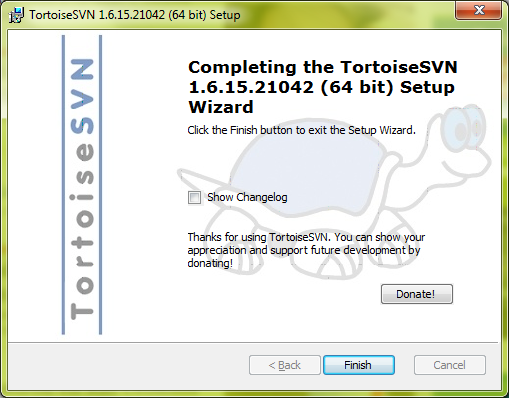 TortoiseSVN 1.6.15.21042 (64 bit) Setup
TortoiseSVN
Completing the TortoiseSVN
1.6.15.21042 (64 bit) Setup
Wizard
Click the Finish button to exit the Setup Wizard.
Show Changelog
Thanks for using TortoiseSVN. You can show your
appreciation and support future development by
donating!
Donate!
< Back
Finish
Cancel